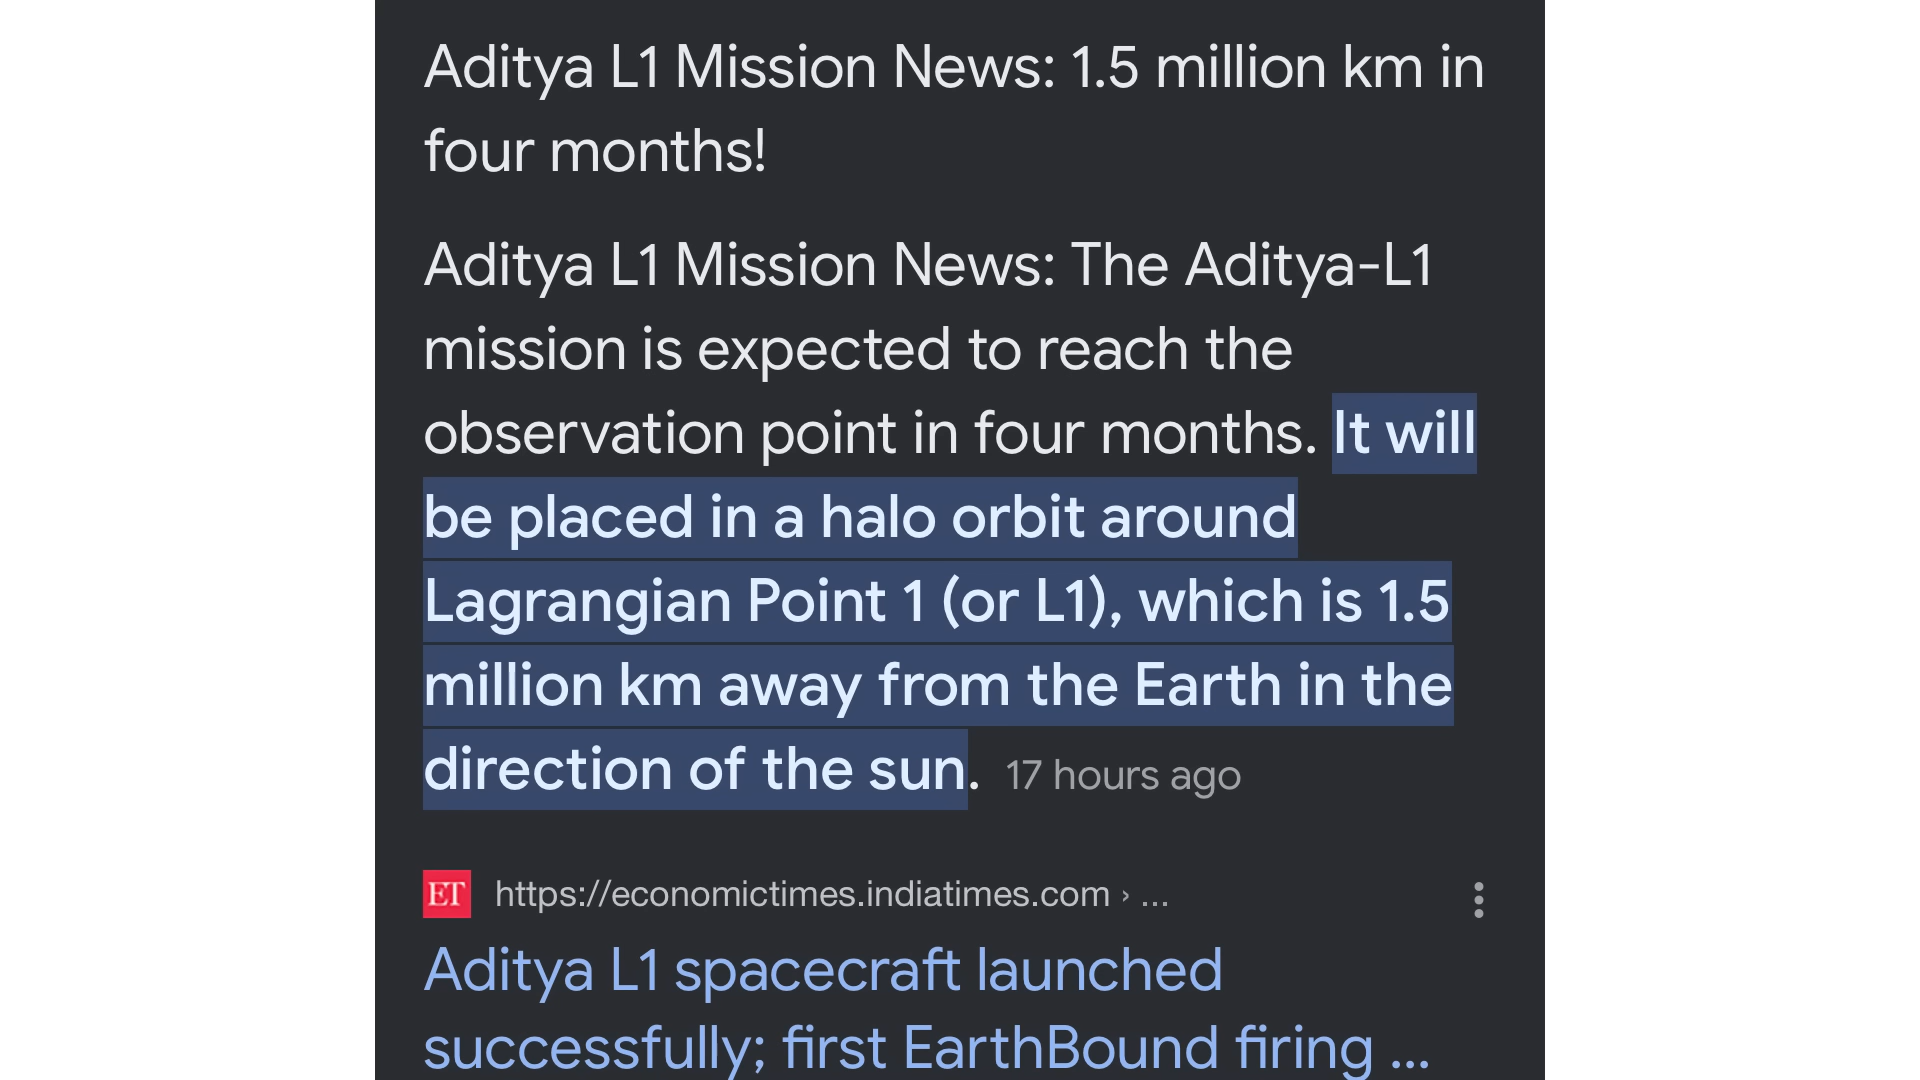 Aditya L1 Mission News: 1.5 million km in
four months!
Aditya L1 Mission News: The Aditya-L1
mission is expected to reach the
observation point in four months. It will
be placed in a halo orbit around
Lagrangian Point 1 (or L1), which is 1.5
million km away from the Earth in the
direction of the sun. 17 hours ago
ET https://economictimes.indiatimes.com › ...
Aditya L1 spacecraft launched
successfully; first EarthBound firing ...